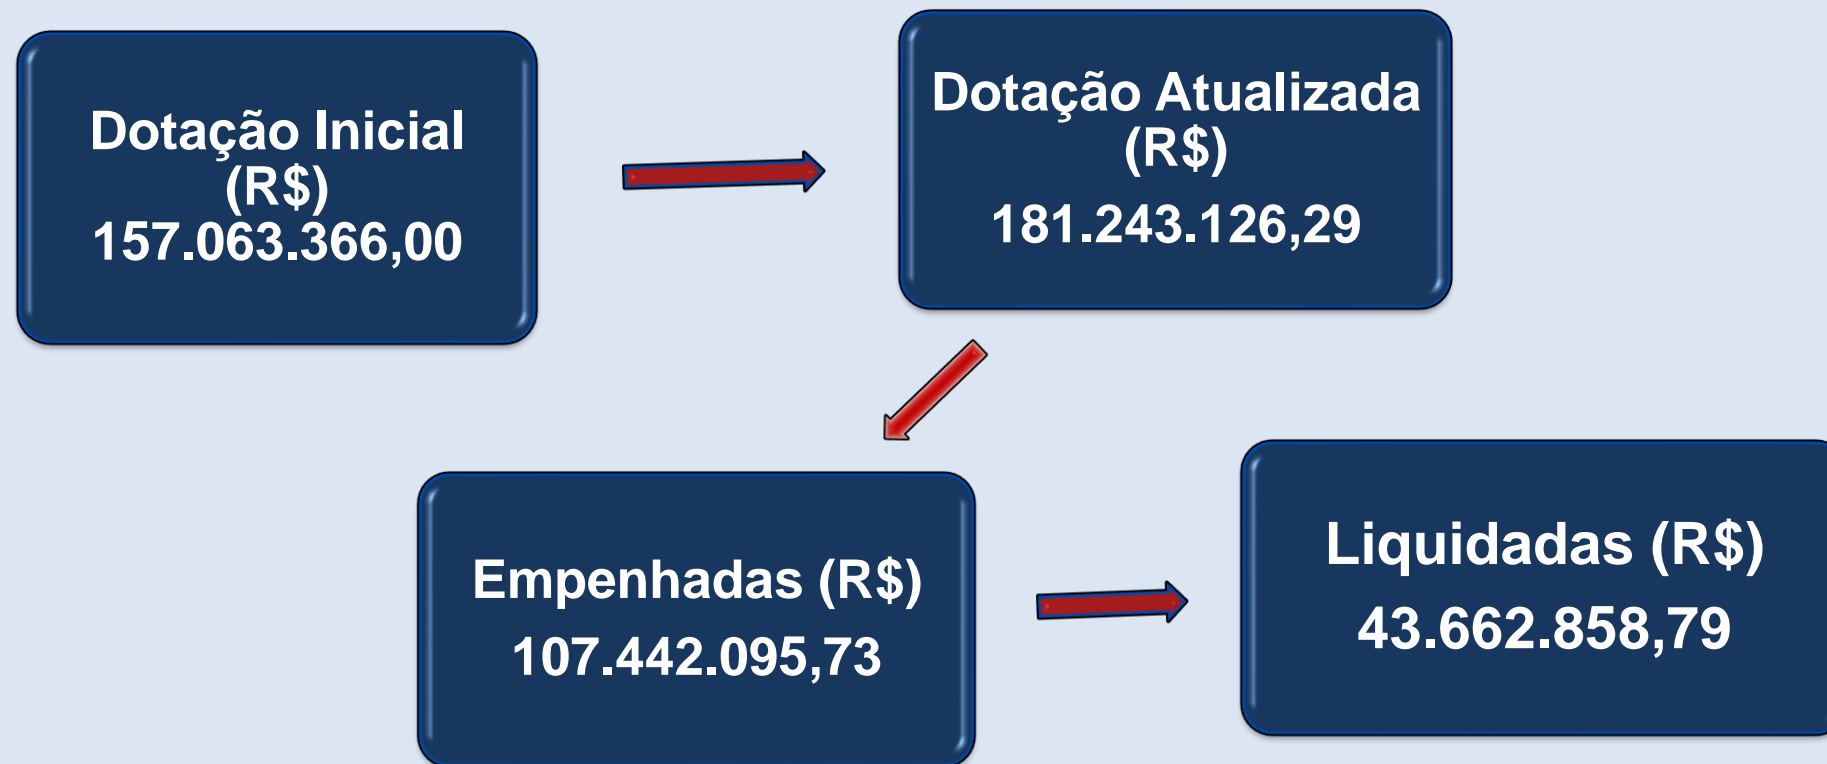 Dotação Inicial
(R$)
157.063.366,00
Dotação Atualizada
(R$)
181.243.126,29
Empenhadas (R$)
107.442.095,73
Liquidadas (R$)
43.662.858,79